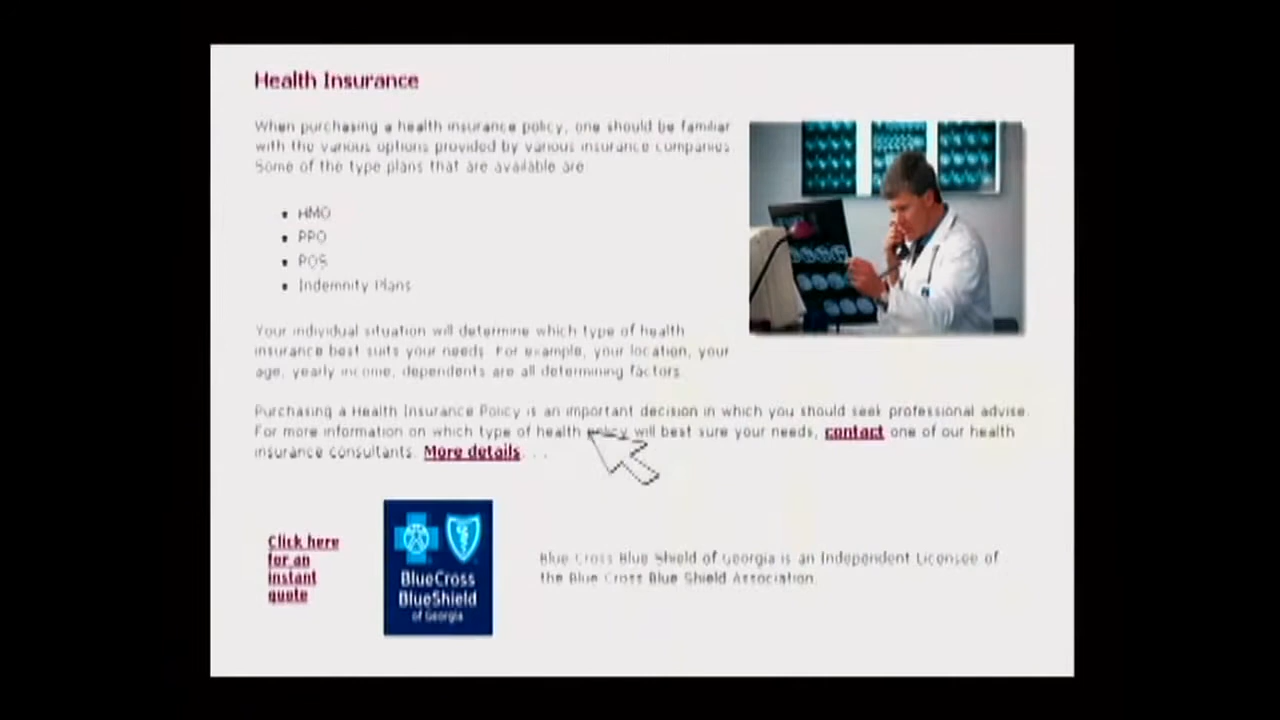 Health Insurance
When purchasing a health insurance policy, one should be familiar
with the various options provided by various insurance companies
Some of the type plans that are available are
HMO
PPO
POS
Indemnity Plans
Your individual situation will determine which type of health
insurance best suits your needs. For example, your location, your
age, yearly income, dependents are all determining factors.
Purchasing a Health Insurance Policy is an important decision in which you should seek professional advise.
For more information on which type of health policy will best sure your needs, contact one of our health
insurance consultants. More details. . .
Click here
for an
instant
quote
BlueCross
BlueShield
of Georgia
Blue Cross Blue Shield of Georgia is an Independent Licensee of
the Blue Cross Blue Shield Association.